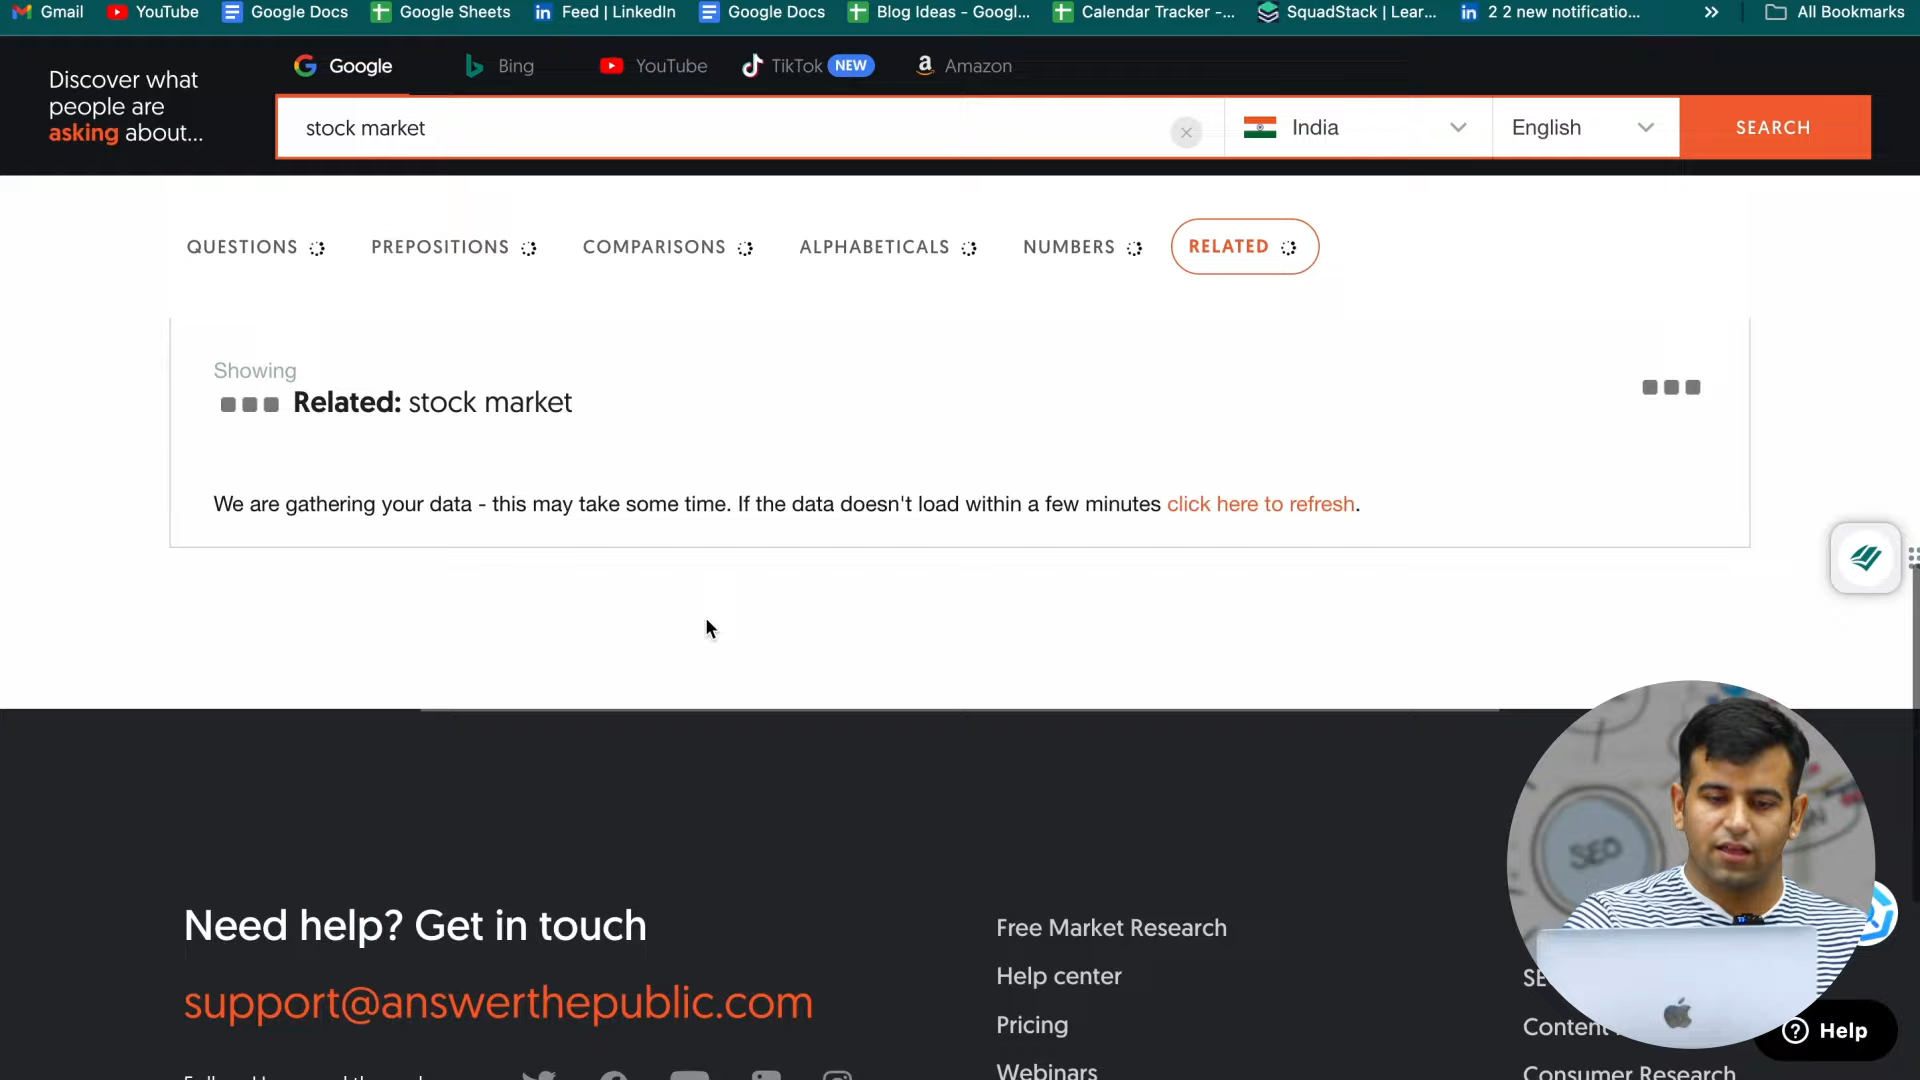 Gmail YouTube Google Docs Google Sheets Feed | LinkedIn Google Docs Blog Ideas - Googl... Calendar Tracker -... SquadStack | Lear... 2 2 new notificatio... All Bookmarks
Discover what
people are
asking about...
Google Bing YouTube TikTok NEW Amazon
stock market India English SEARCH
QUESTIONS PREPOSITIONS COMPARISONS ALPHABETICALS NUMBERS RELATED
Showing
Related: stock market
We are gathering your data - this may take some time. If the data doesn't load within a few minutes click here to refresh.
SEO
Need help? Get in touch
support@answerthepublic.com
Free Market Research
Help center
Pricing
Webinars
Content
Consumer Research
Help